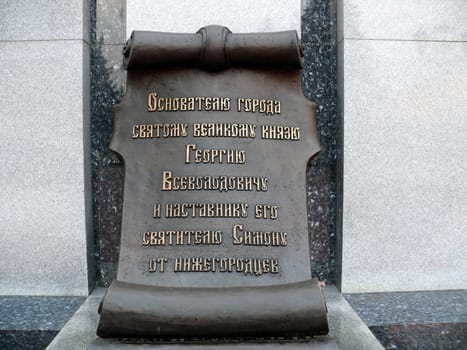 Основателю города
святому великому князю
Георгию
Всеволодовичу
и наставнику его
святителю Симону
от нижегородцев